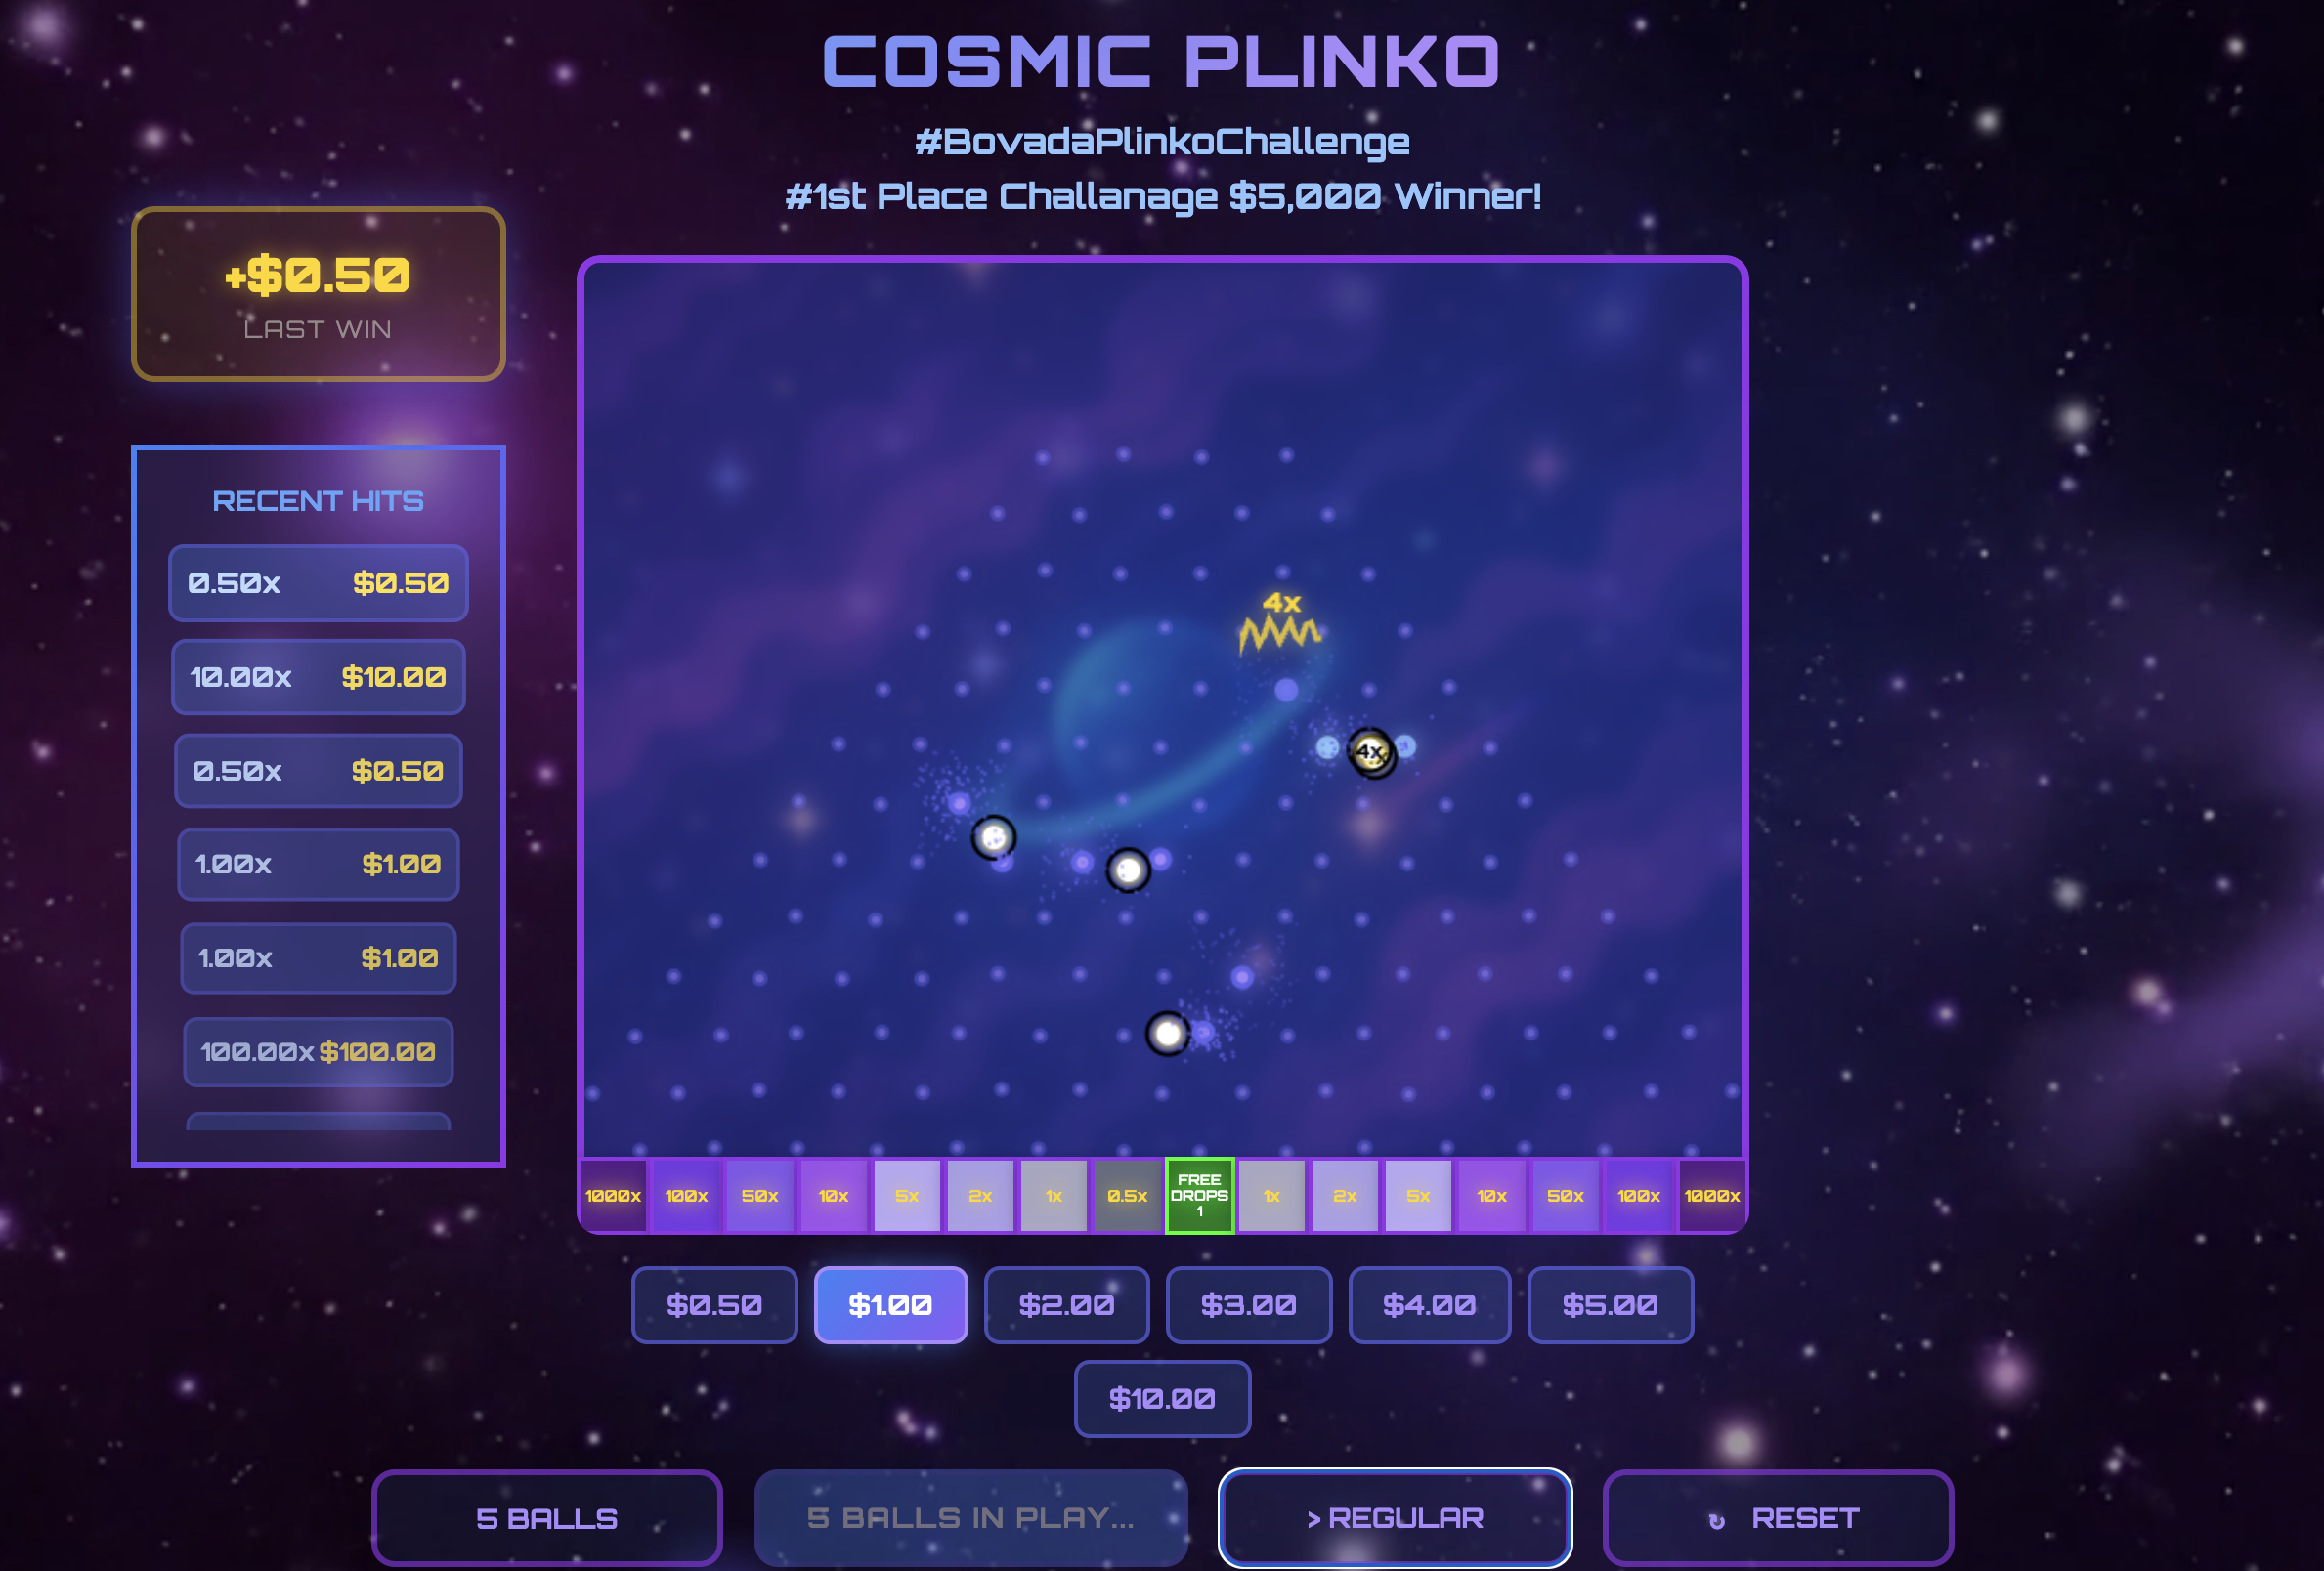 COSMIC PLINKO
#BovadaPlinkoChallenge
#1st Place Challanage $5,000 Winner!
+$0.50
LAST WIN
RECENT HITS
0.50x $0.50
10.00x $10.00
0.50x $0.50
1.00x $1.00
1.00x $1.00
100.00x $100.00
4x
4x
1000x 100x 50x 10x 5x 2x 1x 0.5x FREE DROPS 1 1x 2x 5x 10x 50x 100x 1000x
$0.50 $1.00 $2.00 $3.00 $4.00 $5.00
$10.00
5 BALLS 5 BALLS IN PLAY... > REGULAR ↻ RESET